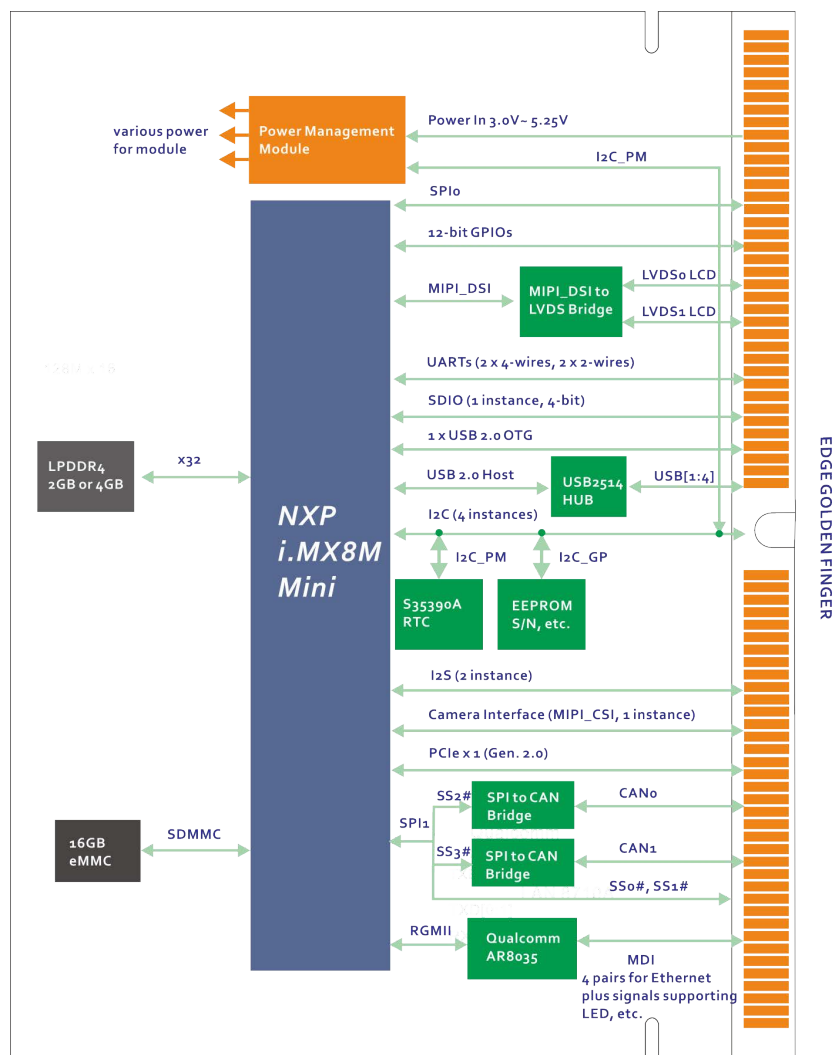 Power In 3.0V~ 5.25V
various power
for module
Power Management
Module
I2C_PM
SPI0
12-bit GPIOs
LVDS0 LCD
MIPI_DSI
MIPI_DSI to
LVDS Bridge
LVDS1 LCD
UARTs (2 x 4-wires, 2 x 2-wires)
SDIO (1 instance, 4-bit)
1 x USB 2.0 OTG
LPDDR4
2GB or 4GB
x32
USB 2.0 Host
USB2514
HUB
USB[1:4]
EDGE GOLDEN FINGER
NXP
i.MX8M
Mini
I2C (4 instances)
I2C_PM
I2C_GP
S35390A
RTC
EEPROM
S/N, etc.
I2S (2 instance)
Camera Interface (MIPI_CSI, 1 instance)
PCIe x 1 (Gen. 2.0)
SS2#
SPI to CAN
Bridge
CAN0
16GB
eMMC
SDMMC
SPI1
SS3#
SPI to CAN
Bridge
CAN1
SS0#, SS1#
RGMII
Qualcomm
AR8035
MDI
4 pairs for Ethernet
plus signals supporting
LED, etc.